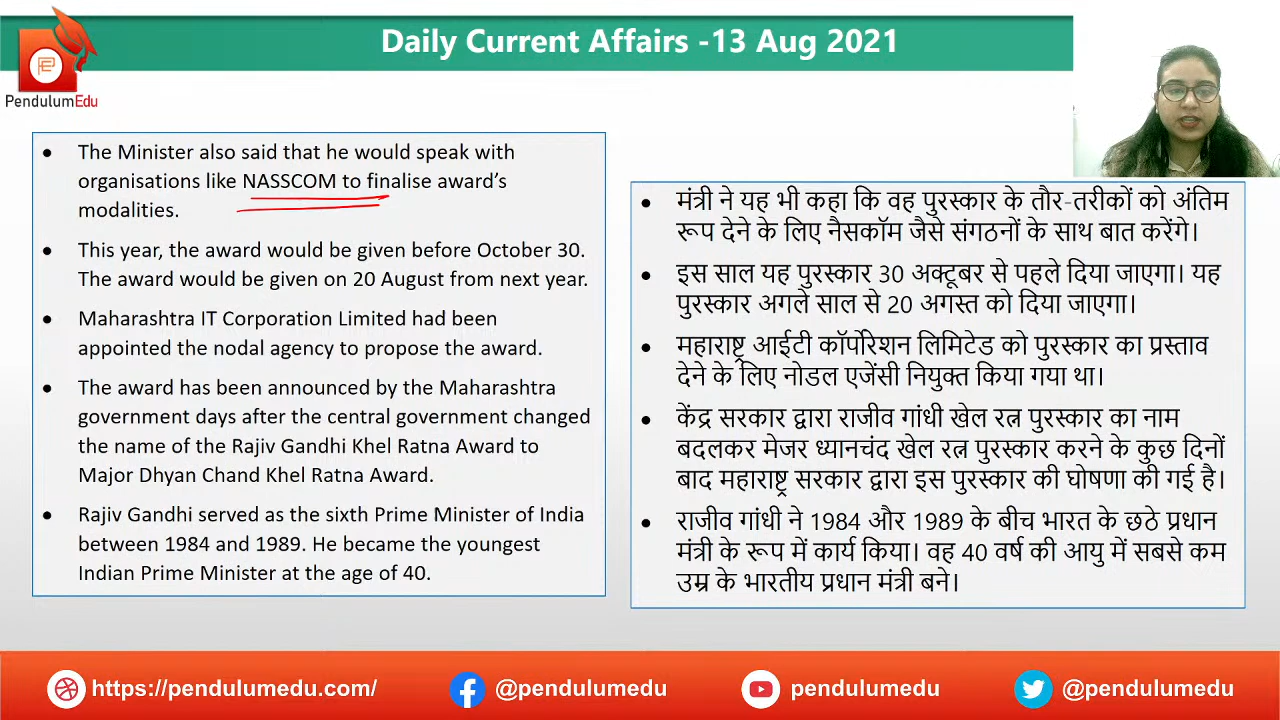 Daily Current Affairs -13 Aug 2021
PendulumEdu
The Minister also said that he would speak with
organisations like NASSCOM to finalise award's
modalities.
This year, the award would be given before October 30.
The award would be given on 20 August from next year.
Maharashtra IT Corporation Limited had been
appointed the nodal agency to propose the award.
The award has been announced by the Maharashtra
government days after the central government changed
the name of the Rajiv Gandhi Khel Ratna Award to
Major Dhyan Chand Khel Ratna Award.
Rajiv Gandhi served as the sixth Prime Minister of India
between 1984 and 1989. He became the youngest
Indian Prime Minister at the age of 40.
मंत्री ने यह भी कहा कि वह पुरस्कार के तौर-तरीकों को अंतिम
रूप देने के लिए नैसकॉम जैसे संगठनों के साथ बात करेंगे।
इस साल यह पुरस्कार 30 अक्टूबर से पहले दिया जाएगा। यह
पुरस्कार अगले साल से 20 अगस्त को दिया जाएगा।
महाराष्ट्र आईटी कॉर्पोरेशन लिमिटेड को पुरस्कार का प्रस्ताव
देने के लिए नोडल एजेंसी नियुक्त किया गया था।
केंद्र सरकार द्वारा राजीव गांधी खेल रत्न पुरस्कार का नाम
बदलकर मेजर ध्यानचंद खेल रत्न पुरस्कार करने के कुछ दिनों
बाद महाराष्ट्र सरकार द्वारा इस पुरस्कार की घोषणा की गई है।
राजीव गांधी ने 1984 और 1989 के बीच भारत के छठे प्रधान
मंत्री के रूप में कार्य किया। वह 40 वर्ष की आयु में सबसे कम
उम्र के भारतीय प्रधान मंत्री बने।
https://pendulumedu.com/
@pendulumedu
pendulumedu
@pendulumedu